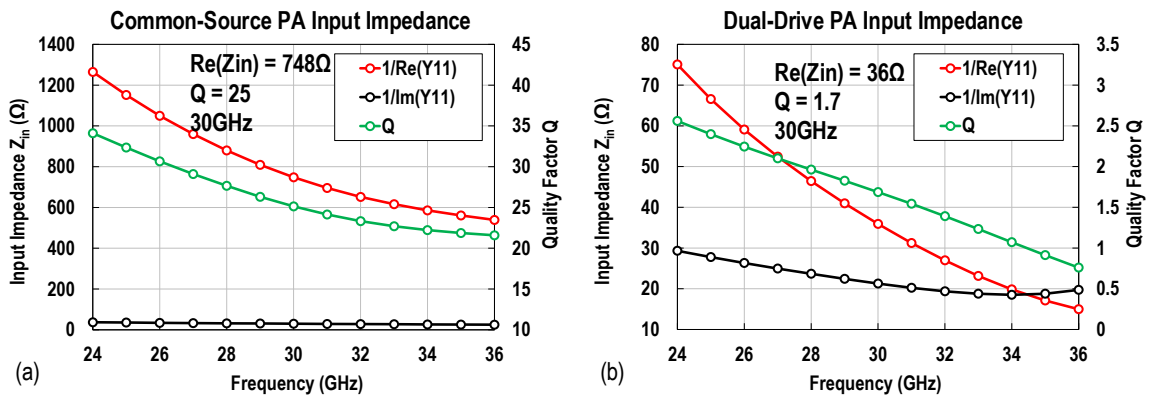 Common-Source PA Input Impedance
1400
1200
1000
800
600
400
200
0
45
40
35
30
25
20
15
10
24
26
28
30
32
34
36
Input Impedance Zin (Ω)
Quality Factor Q
Frequency (GHz)
Re(Zin) = 748Ω
Q = 25
30GHz
1/Re(Y11)
1/Im(Y11)
Q
(a)
Dual-Drive PA Input Impedance
80
70
60
50
40
30
20
10
3.5
3
2.5
2
1.5
1
0.5
0
24
26
28
30
32
34
36
Input Impedance Zin (Ω)
Quality Factor Q
Frequency (GHz)
Re(Zin) = 36Ω
Q = 1.7
30GHz
1/Re(Y11)
1/Im(Y11)
Q
(b)